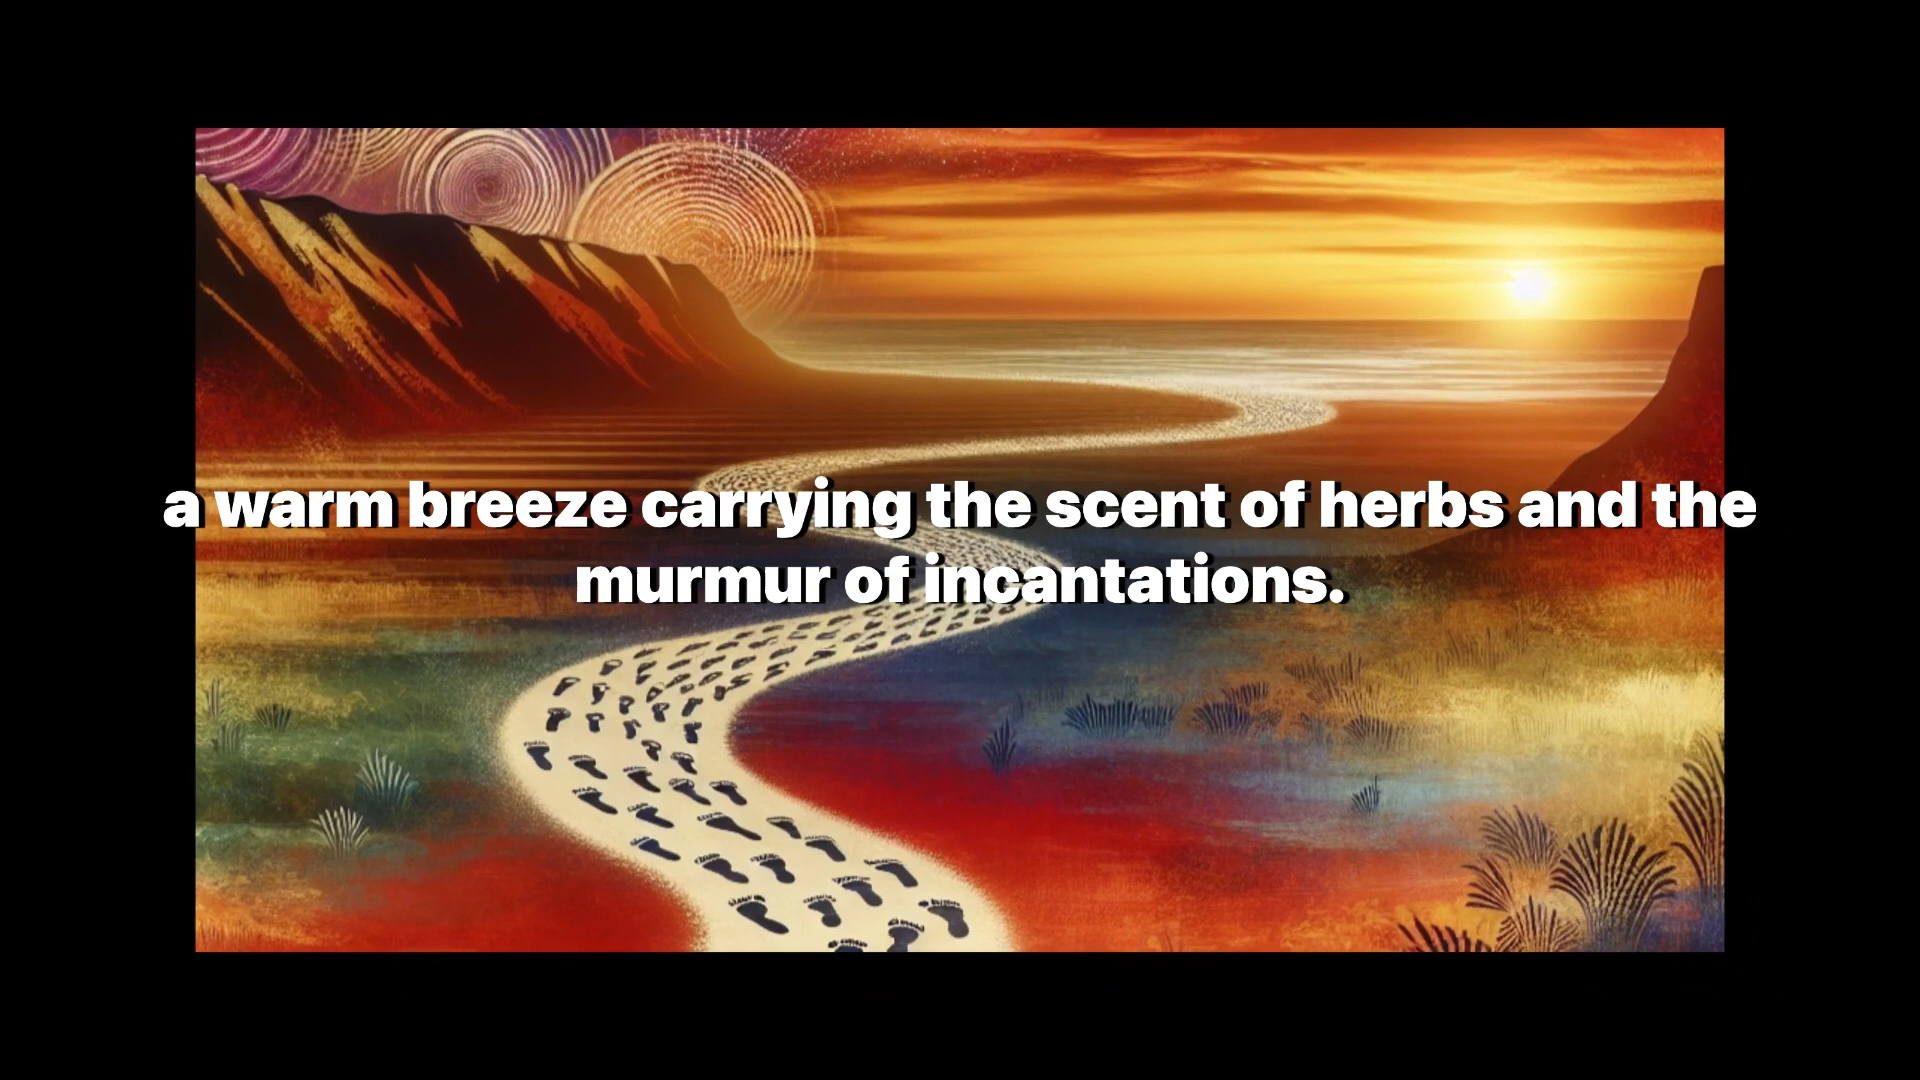 a warm breeze carrying the scent of herbs and the
murmur of incantations.